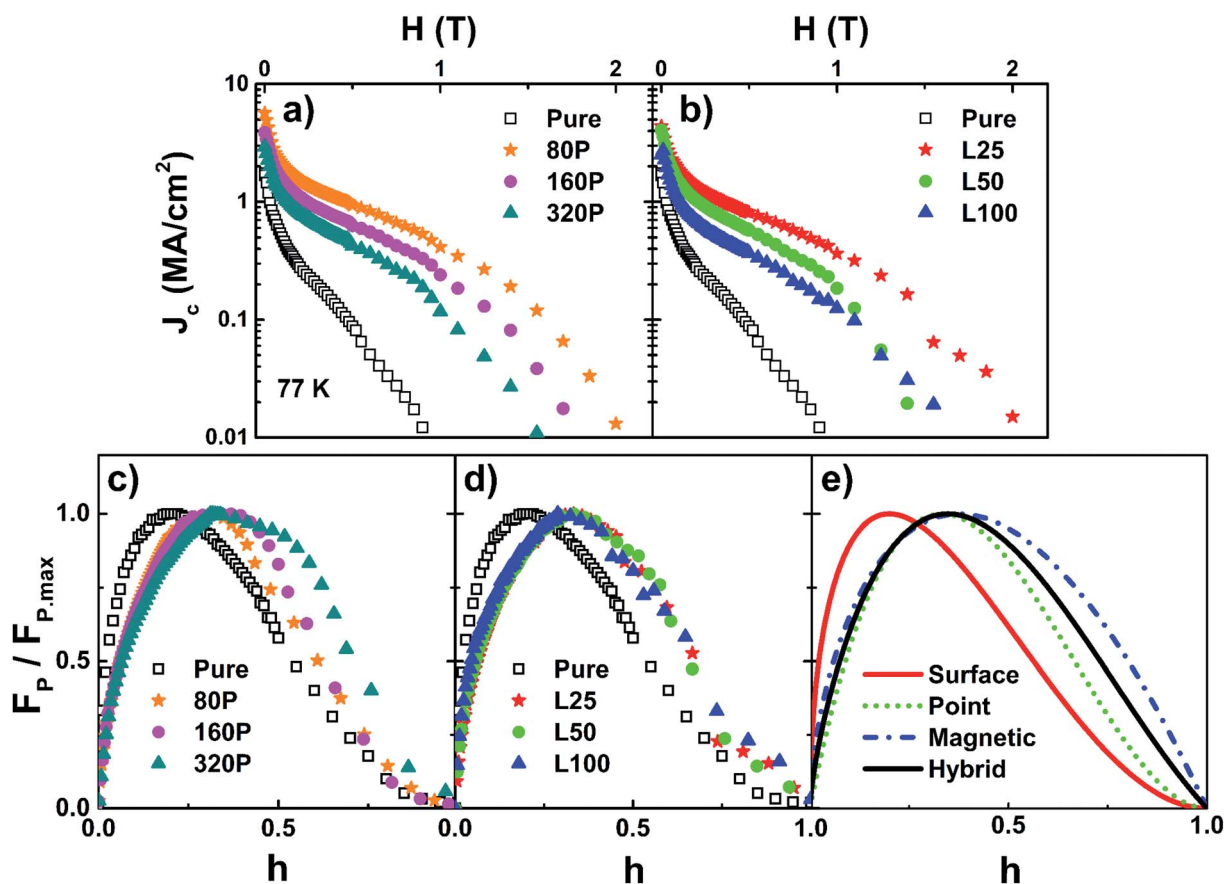 H (T)
H (T)
0 1 2
0 1 2
10
1
0.1
0.01
J_c (MA/cm²)
a)
Pure
80P
160P
320P
77 K
b)
Pure
L25
L50
L100
c)
1.0
0.5
0.0
F_P / F_P.max
Pure
80P
160P
320P
0.0 0.5
h
d)
Pure
L25
L50
L100
0.0 0.5 1.0
h
e)
Surface
Point
Magnetic
Hybrid
0.5 1.0
h